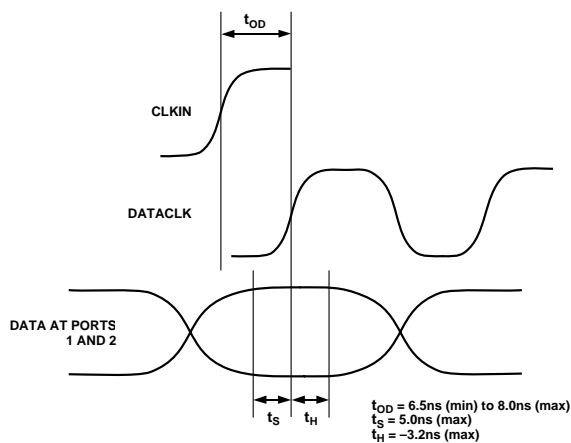 tOD
CLKIN
DATACLK
DATA AT PORTS
1 AND 2
tS
tH
tOD = 6.5ns (min) to 8.0ns (max)
tS = 5.0ns (max)
tH = –3.2ns (max)